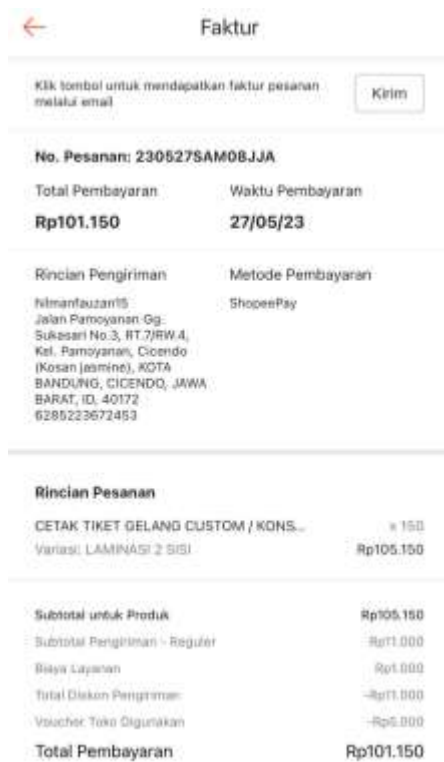 Faktur
Klik tombol untuk mendapatkan faktur pesanan
melalui email
Kirim
No. Pesanan: 230527SAM08JJA
Total Pembayaran
Waktu Pembayaran
Rp101.150
27/05/23
Rincian Pengiriman
Metode Pembayaran
hilmanfauzan15
ShopeePay
Jalan Pamoyanan Gg.
Sukasari No.3, RT.7/RW.4,
Kel. Pamoyanan, Cicendo
(Kosan jasmine), KOTA
BANDUNG, CICENDO, JAWA
BARAT, ID, 40172
6285223672453
Rincian Pesanan
CETAK TIKET GELANG CUSTOM / KONS...
x 150
Variasi: LAMINASI 2 SISI
Rp105.150
Subtotal untuk Produk
Rp105.150
Subtotal Pengiriman - Reguler
Rp11.000
Biaya Layanan
Rp1.000
Total Diskon Pengiriman
-Rp11.000
Voucher Toko Digunakan
-Rp5.000
Total Pembayaran
Rp101.150